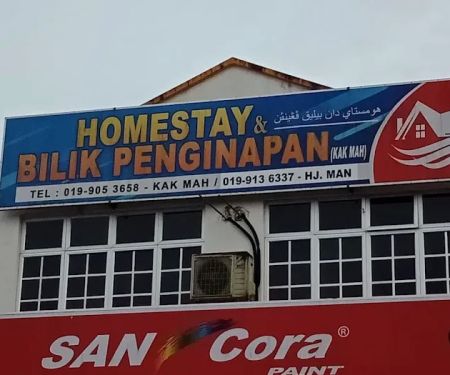 HOMESTAY &
هومستاي دان بيليق ڤڠينڤن
BILIK PENGINAPAN (KAK MAH)
TEL : 019-905 3658 - KAK MAH / 019-913 6337 - HJ. MAN
SAN Cora®
PAINT